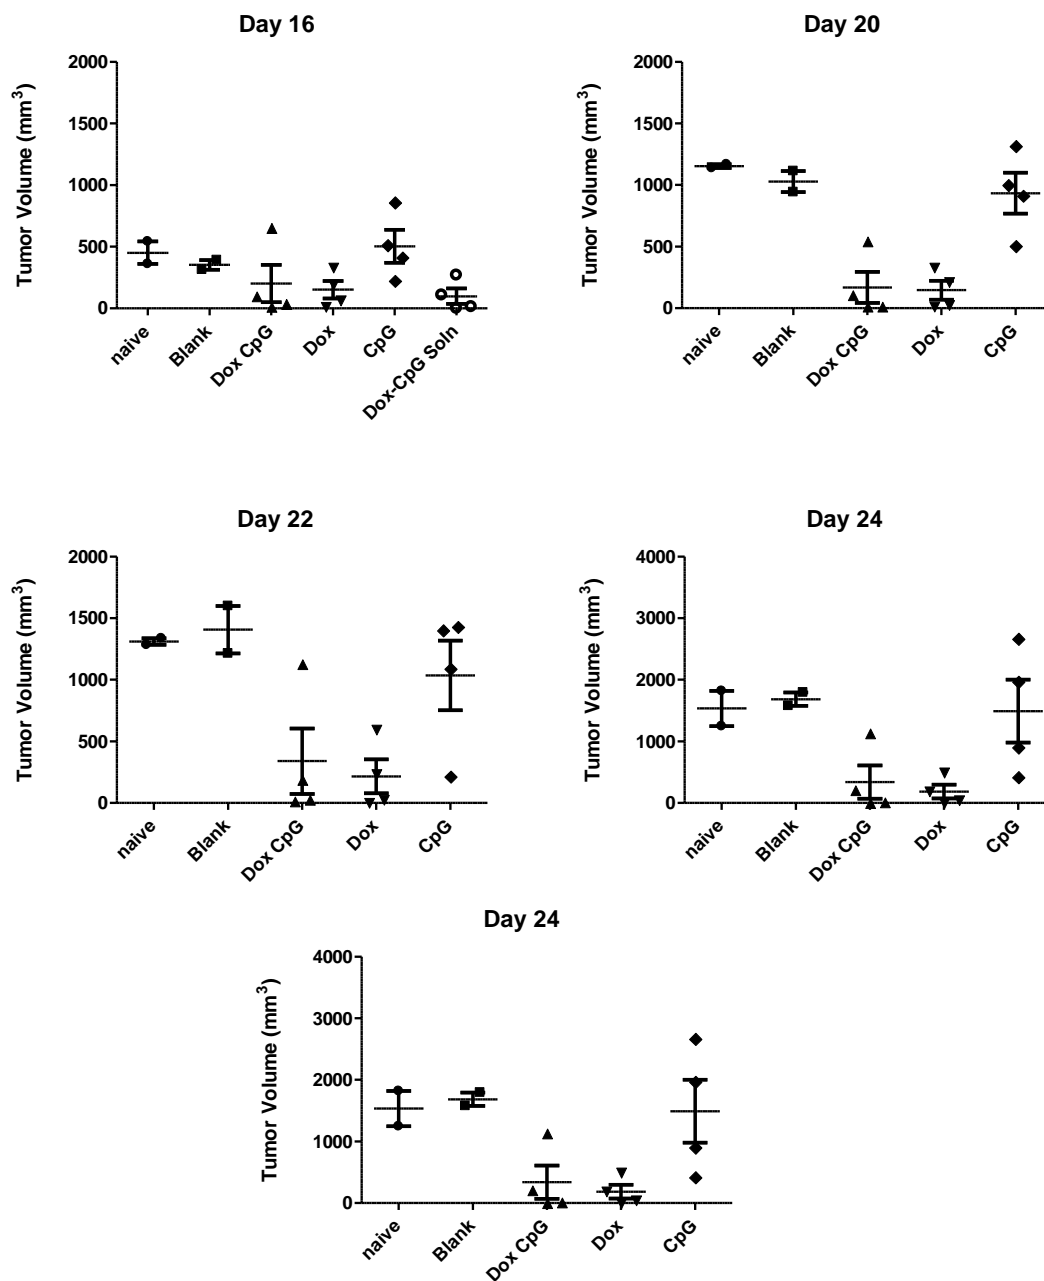 Day 16
Tumor Volume (mm³)
2000
1500
1000
500
0
naive
Blank
Dox CpG
Dox
CpG
Dox-CpG Soln
Day 20
Tumor Volume (mm³)
2000
1500
1000
500
0
naive
Blank
Dox CpG
Dox
CpG
Day 22
Tumor Volume (mm³)
2000
1500
1000
500
0
naive
Blank
Dox CpG
Dox
CpG
Day 24
Tumor Volume (mm³)
4000
3000
2000
1000
0
naive
Blank
Dox CpG
Dox
CpG
Day 24
Tumor Volume (mm³)
4000
3000
2000
1000
0
naive
Blank
Dox CpG
Dox
CpG